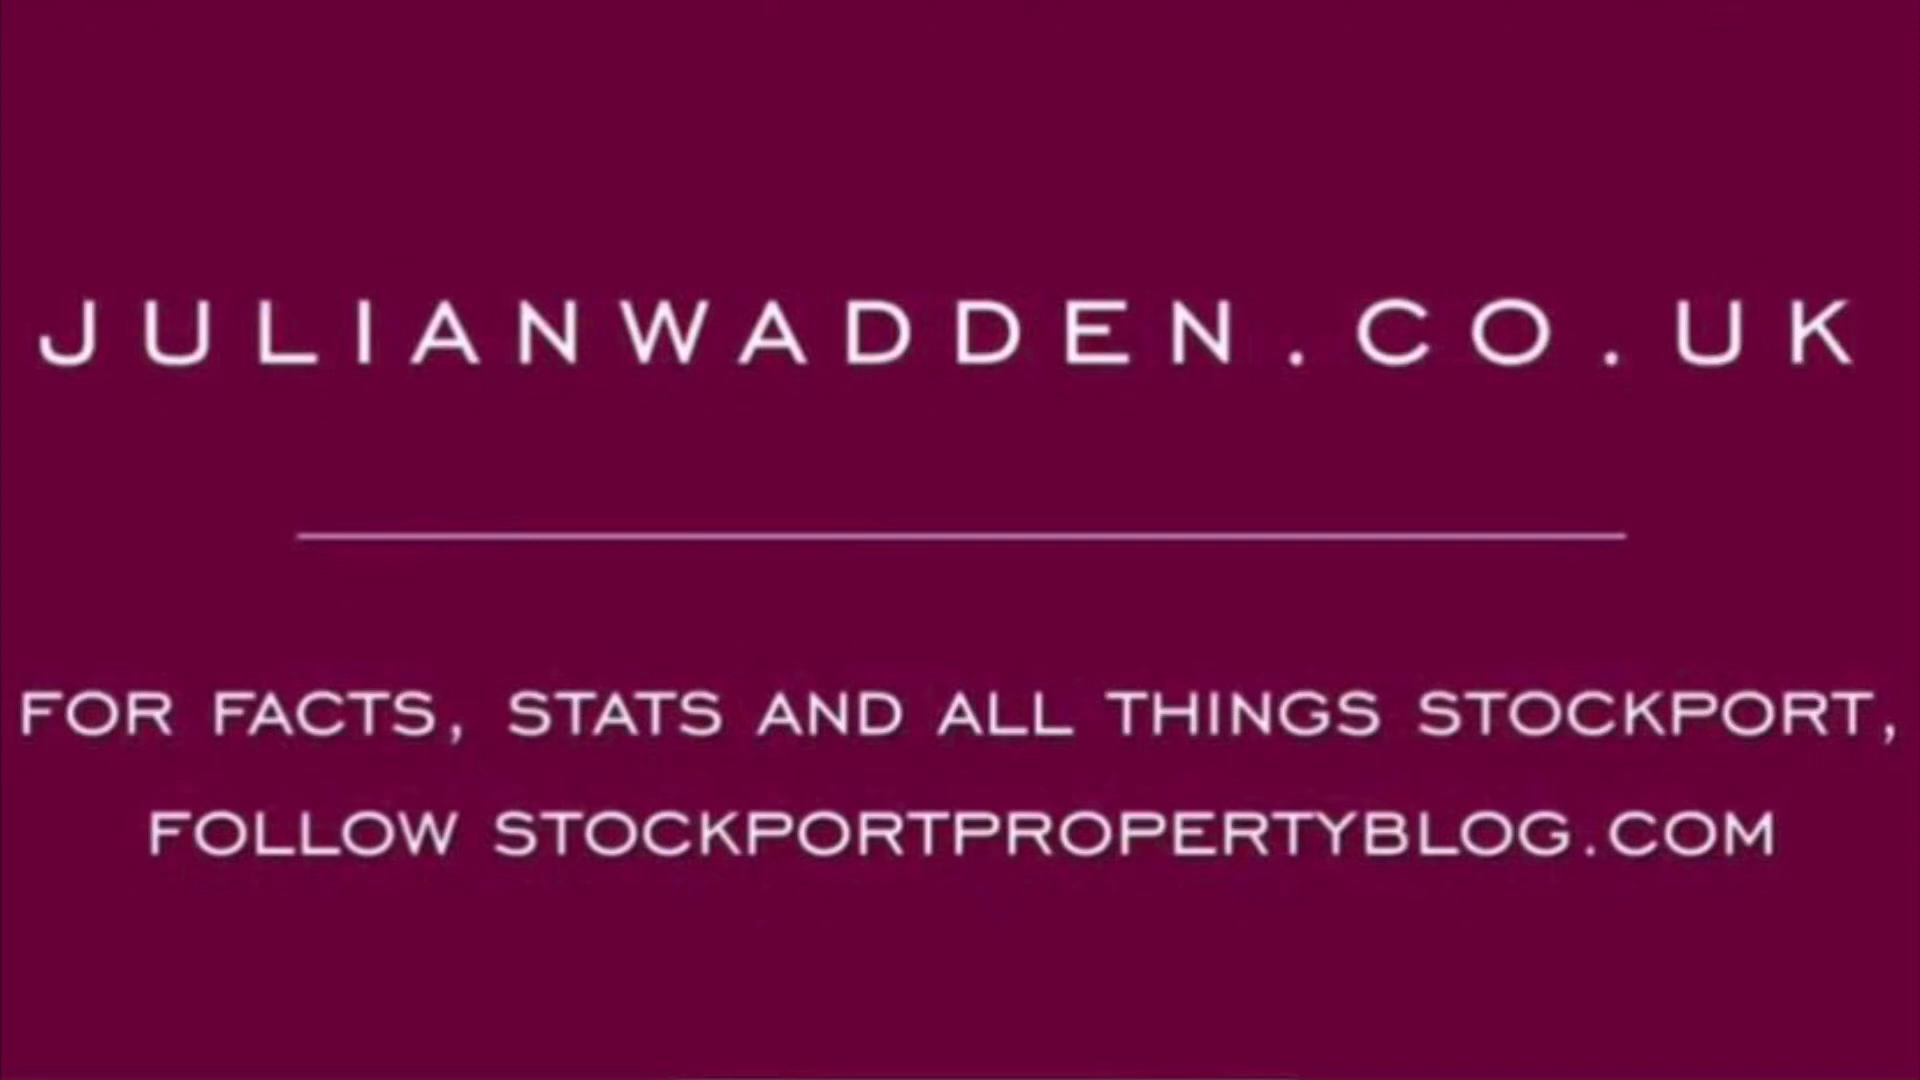 JULIANWADDEN.CO.UK
FOR FACTS, STATS AND ALL THINGS STOCKPORT,
FOLLOW STOCKPORTPROPERTYBLOG.COM